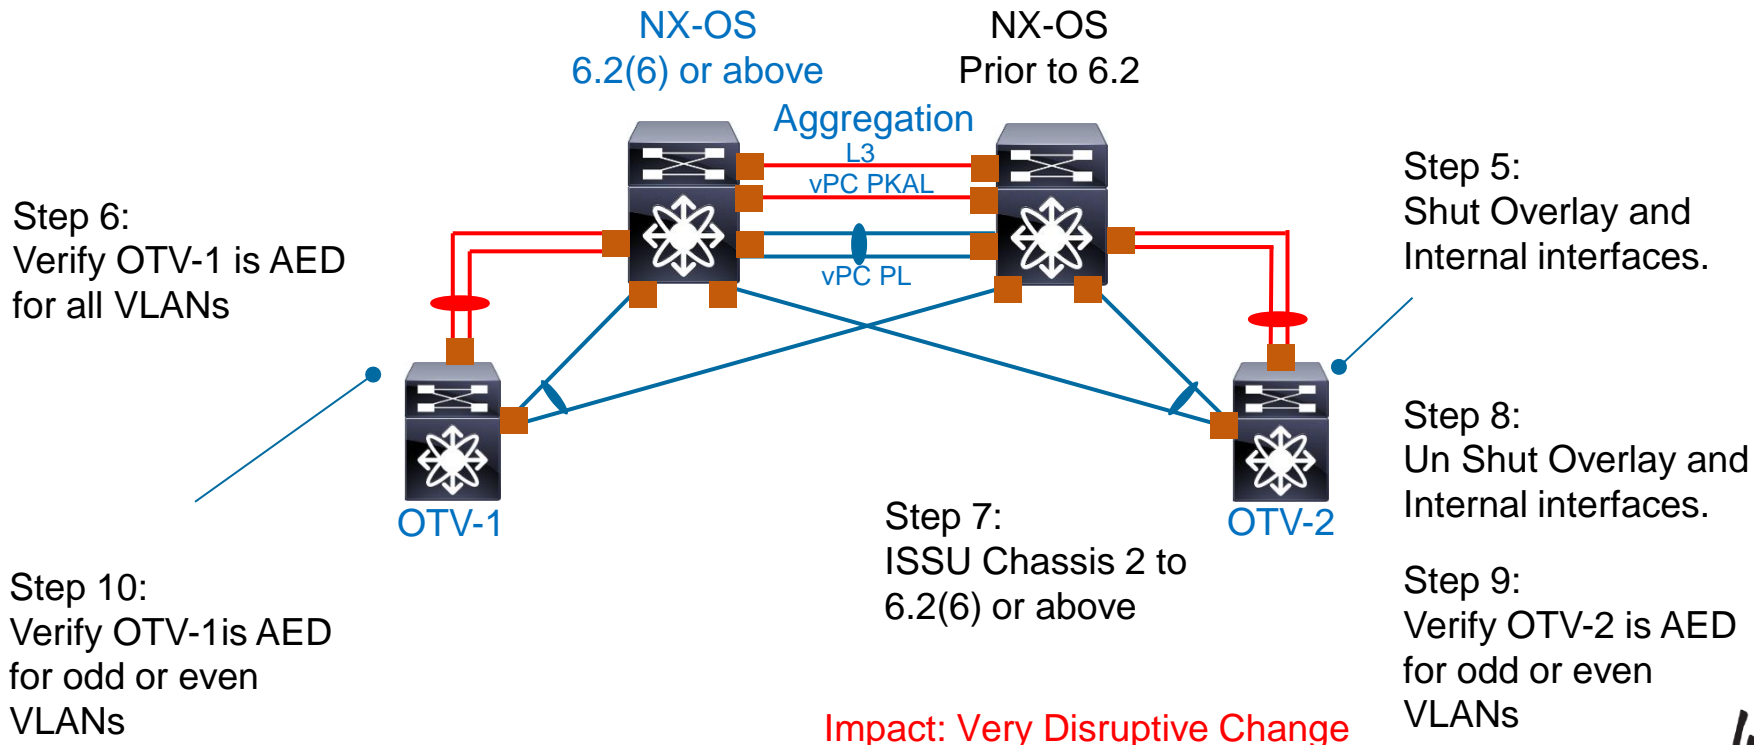 NX-OS
6.2(6) or above
NX-OS
Prior to 6.2
Aggregation
L3
vPC PKAL
vPC PL
Step 5:
Shut Overlay and
Internal interfaces.
Step 6:
Verify OTV-1 is AED
for all VLANs
Step 8:
Un Shut Overlay and
Internal interfaces.
OTV-1
Step 7:
ISSU Chassis 2 to
6.2(6) or above
OTV-2
Step 9:
Verify OTV-2 is AED
for odd or even
VLANs
Step 10:
Verify OTV-1is AED
for odd or even
VLANs
Impact: Very Disruptive Change